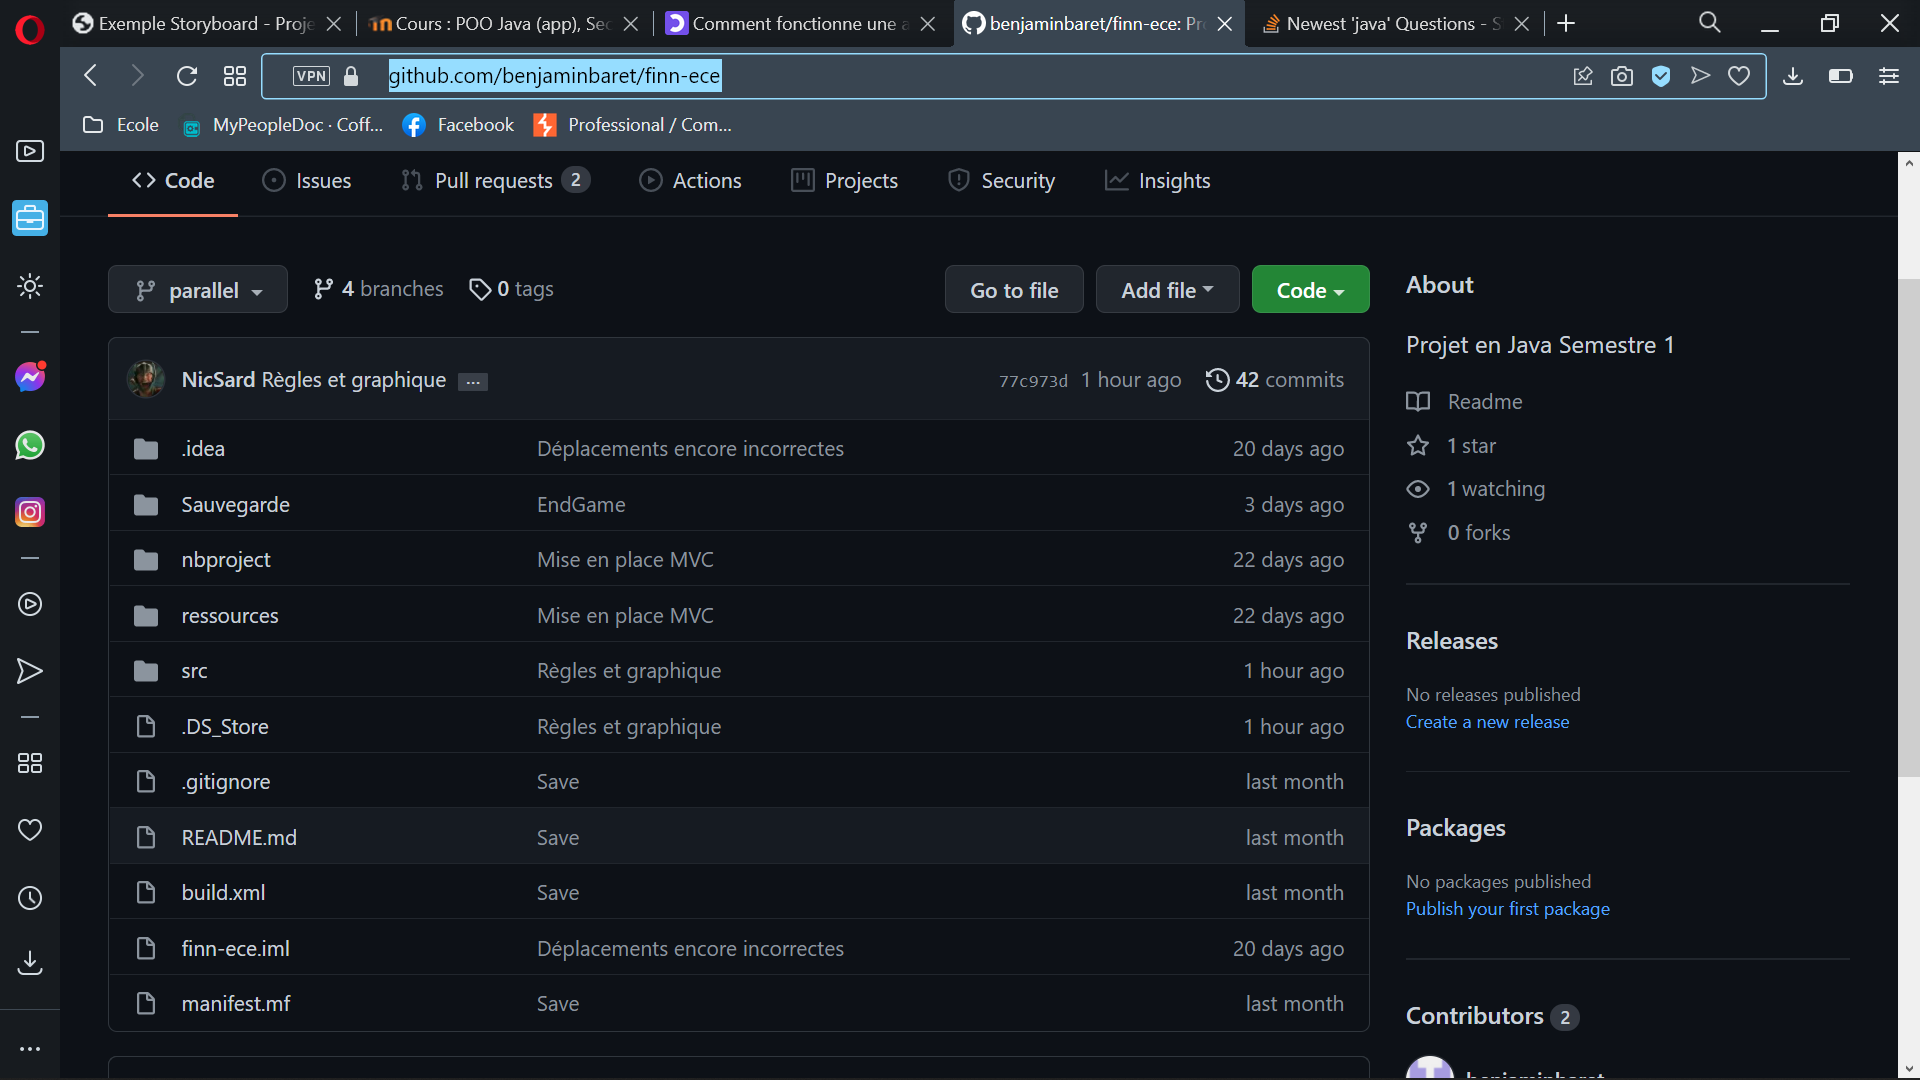 Exemple Storyboard - Proje
Cours : POO Java (app), Sec
Comment fonctionne une a
benjaminbaret/finn-ece: Pr
Newest 'java' Questions - S
VPN
github.com/benjaminbaret/finn-ece
Ecole
MyPeopleDoc · Coff...
Facebook
Professional / Com...
Code
Issues
Pull requests 2
Actions
Projects
Security
Insights
parallel
4 branches
0 tags
Go to file
Add file
Code
NicSard Règles et graphique ...
77c973d 1 hour ago
42 commits
.idea Déplacements encore incorrectes 20 days ago
Sauvegarde EndGame 3 days ago
nbproject Mise en place MVC 22 days ago
ressources Mise en place MVC 22 days ago
src Règles et graphique 1 hour ago
.DS_Store Règles et graphique 1 hour ago
.gitignore Save last month
README.md Save last month
build.xml Save last month
finn-ece.iml Déplacements encore incorrectes 20 days ago
manifest.mf Save last month
About
Projet en Java Semestre 1
Readme
1 star
1 watching
0 forks
Releases
No releases published
Create a new release
Packages
No packages published
Publish your first package
Contributors 2
benjaminbaret